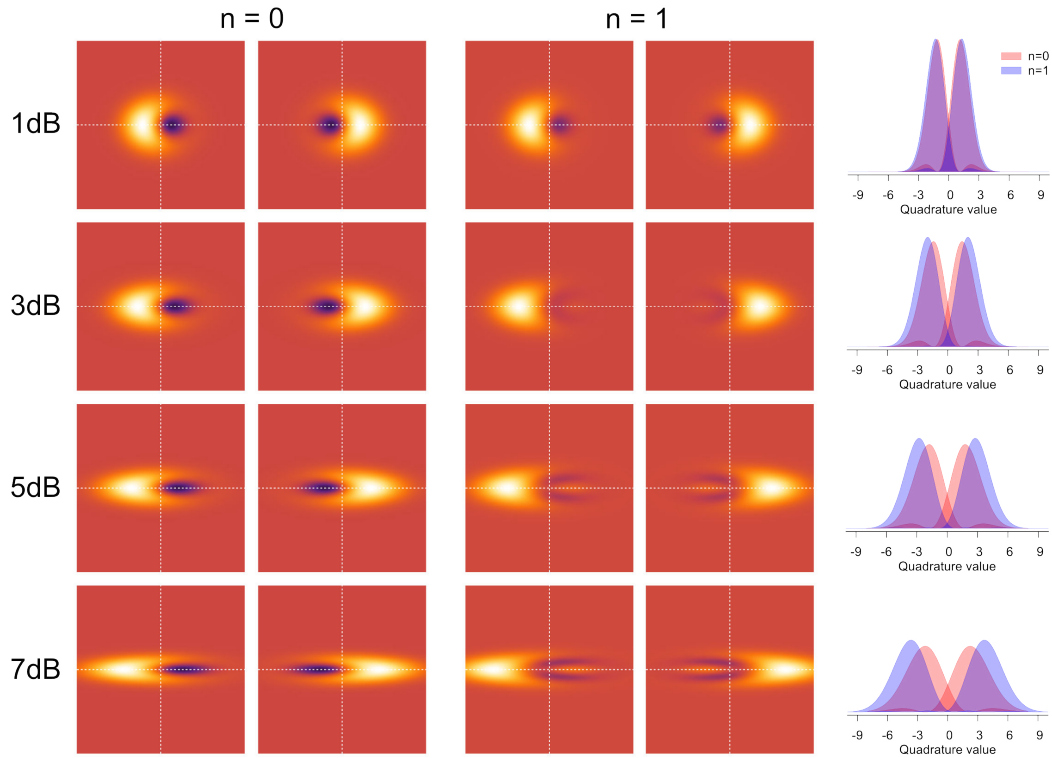 n = 0
n = 1
n=0
n=1
1dB
-9 -6 -3 0 3 6 9
Quadrature value
3dB
-9 -6 -3 0 3 6 9
Quadrature value
5dB
-9 -6 -3 0 3 6 9
Quadrature value
7dB
-9 -6 -3 0 3 6 9
Quadrature value